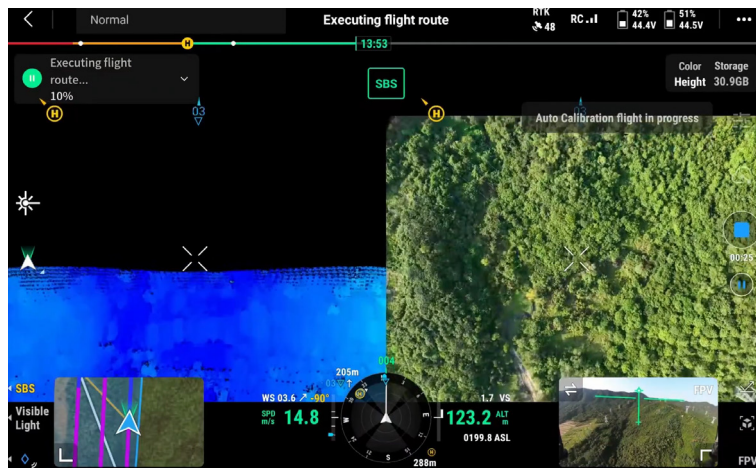 Normal
Executing flight route
RTK
48
RC
42%
44.4V
51%
44.5V
H
13:53
Executing flight
route...
10%
SBS
Color Storage
Height 30.9GB
H
03
H
03
Auto Calibration flight in progress
00:25
004
205m
03
H
WS 03.6 -90°
SPD
m/s
14.8
N
E
S
W
1.7 VS
123.2 ALT
m
0199.8 ASL
H
288m
SBS
Visible
Light
FPV
FPV